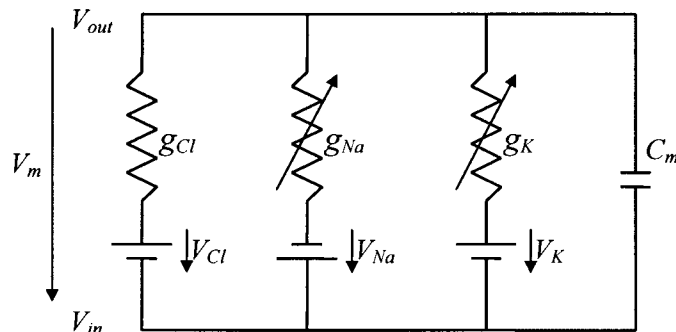 V_out
g_Cl
g_Na
g_K
C_m
V_m
V_Cl
V_Na
V_K
V_in